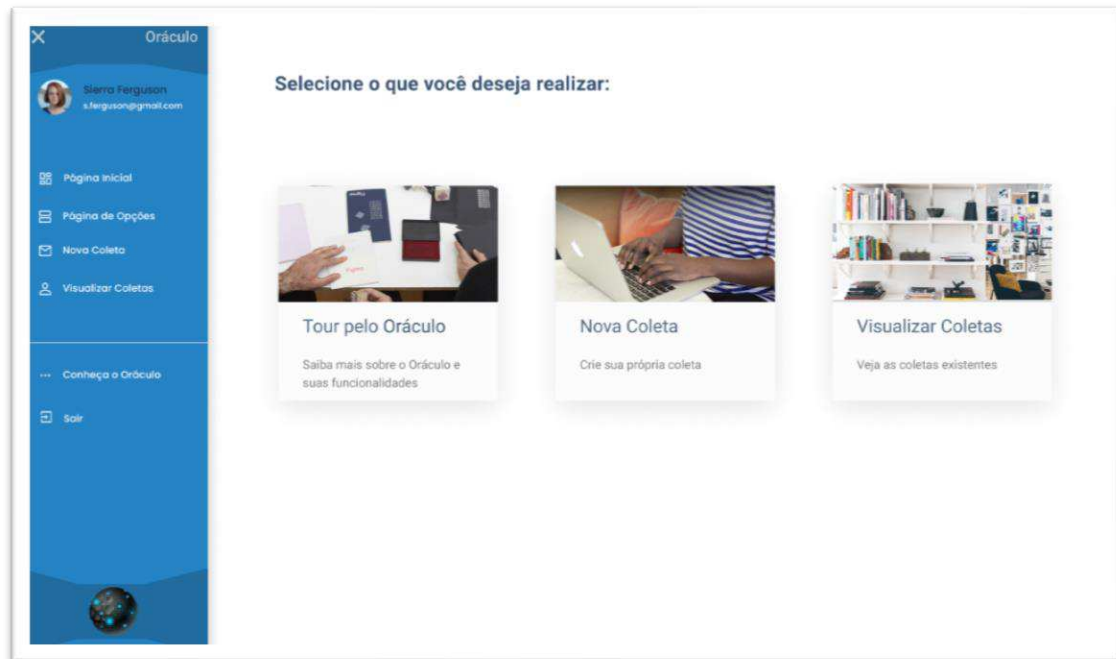 Oráculo
Sierra Ferguson
s.ferguson@gmail.com
Página Inicial
Página de Opções
Nova Coleta
Visualizar Coletas
Conheça o Oráculo
Sair
Selecione o que você deseja realizar:
Tour pelo Oráculo
Saiba mais sobre o Oráculo e
suas funcionalidades
Nova Coleta
Crie sua própria coleta
Visualizar Coletas
Veja as coletas existentes